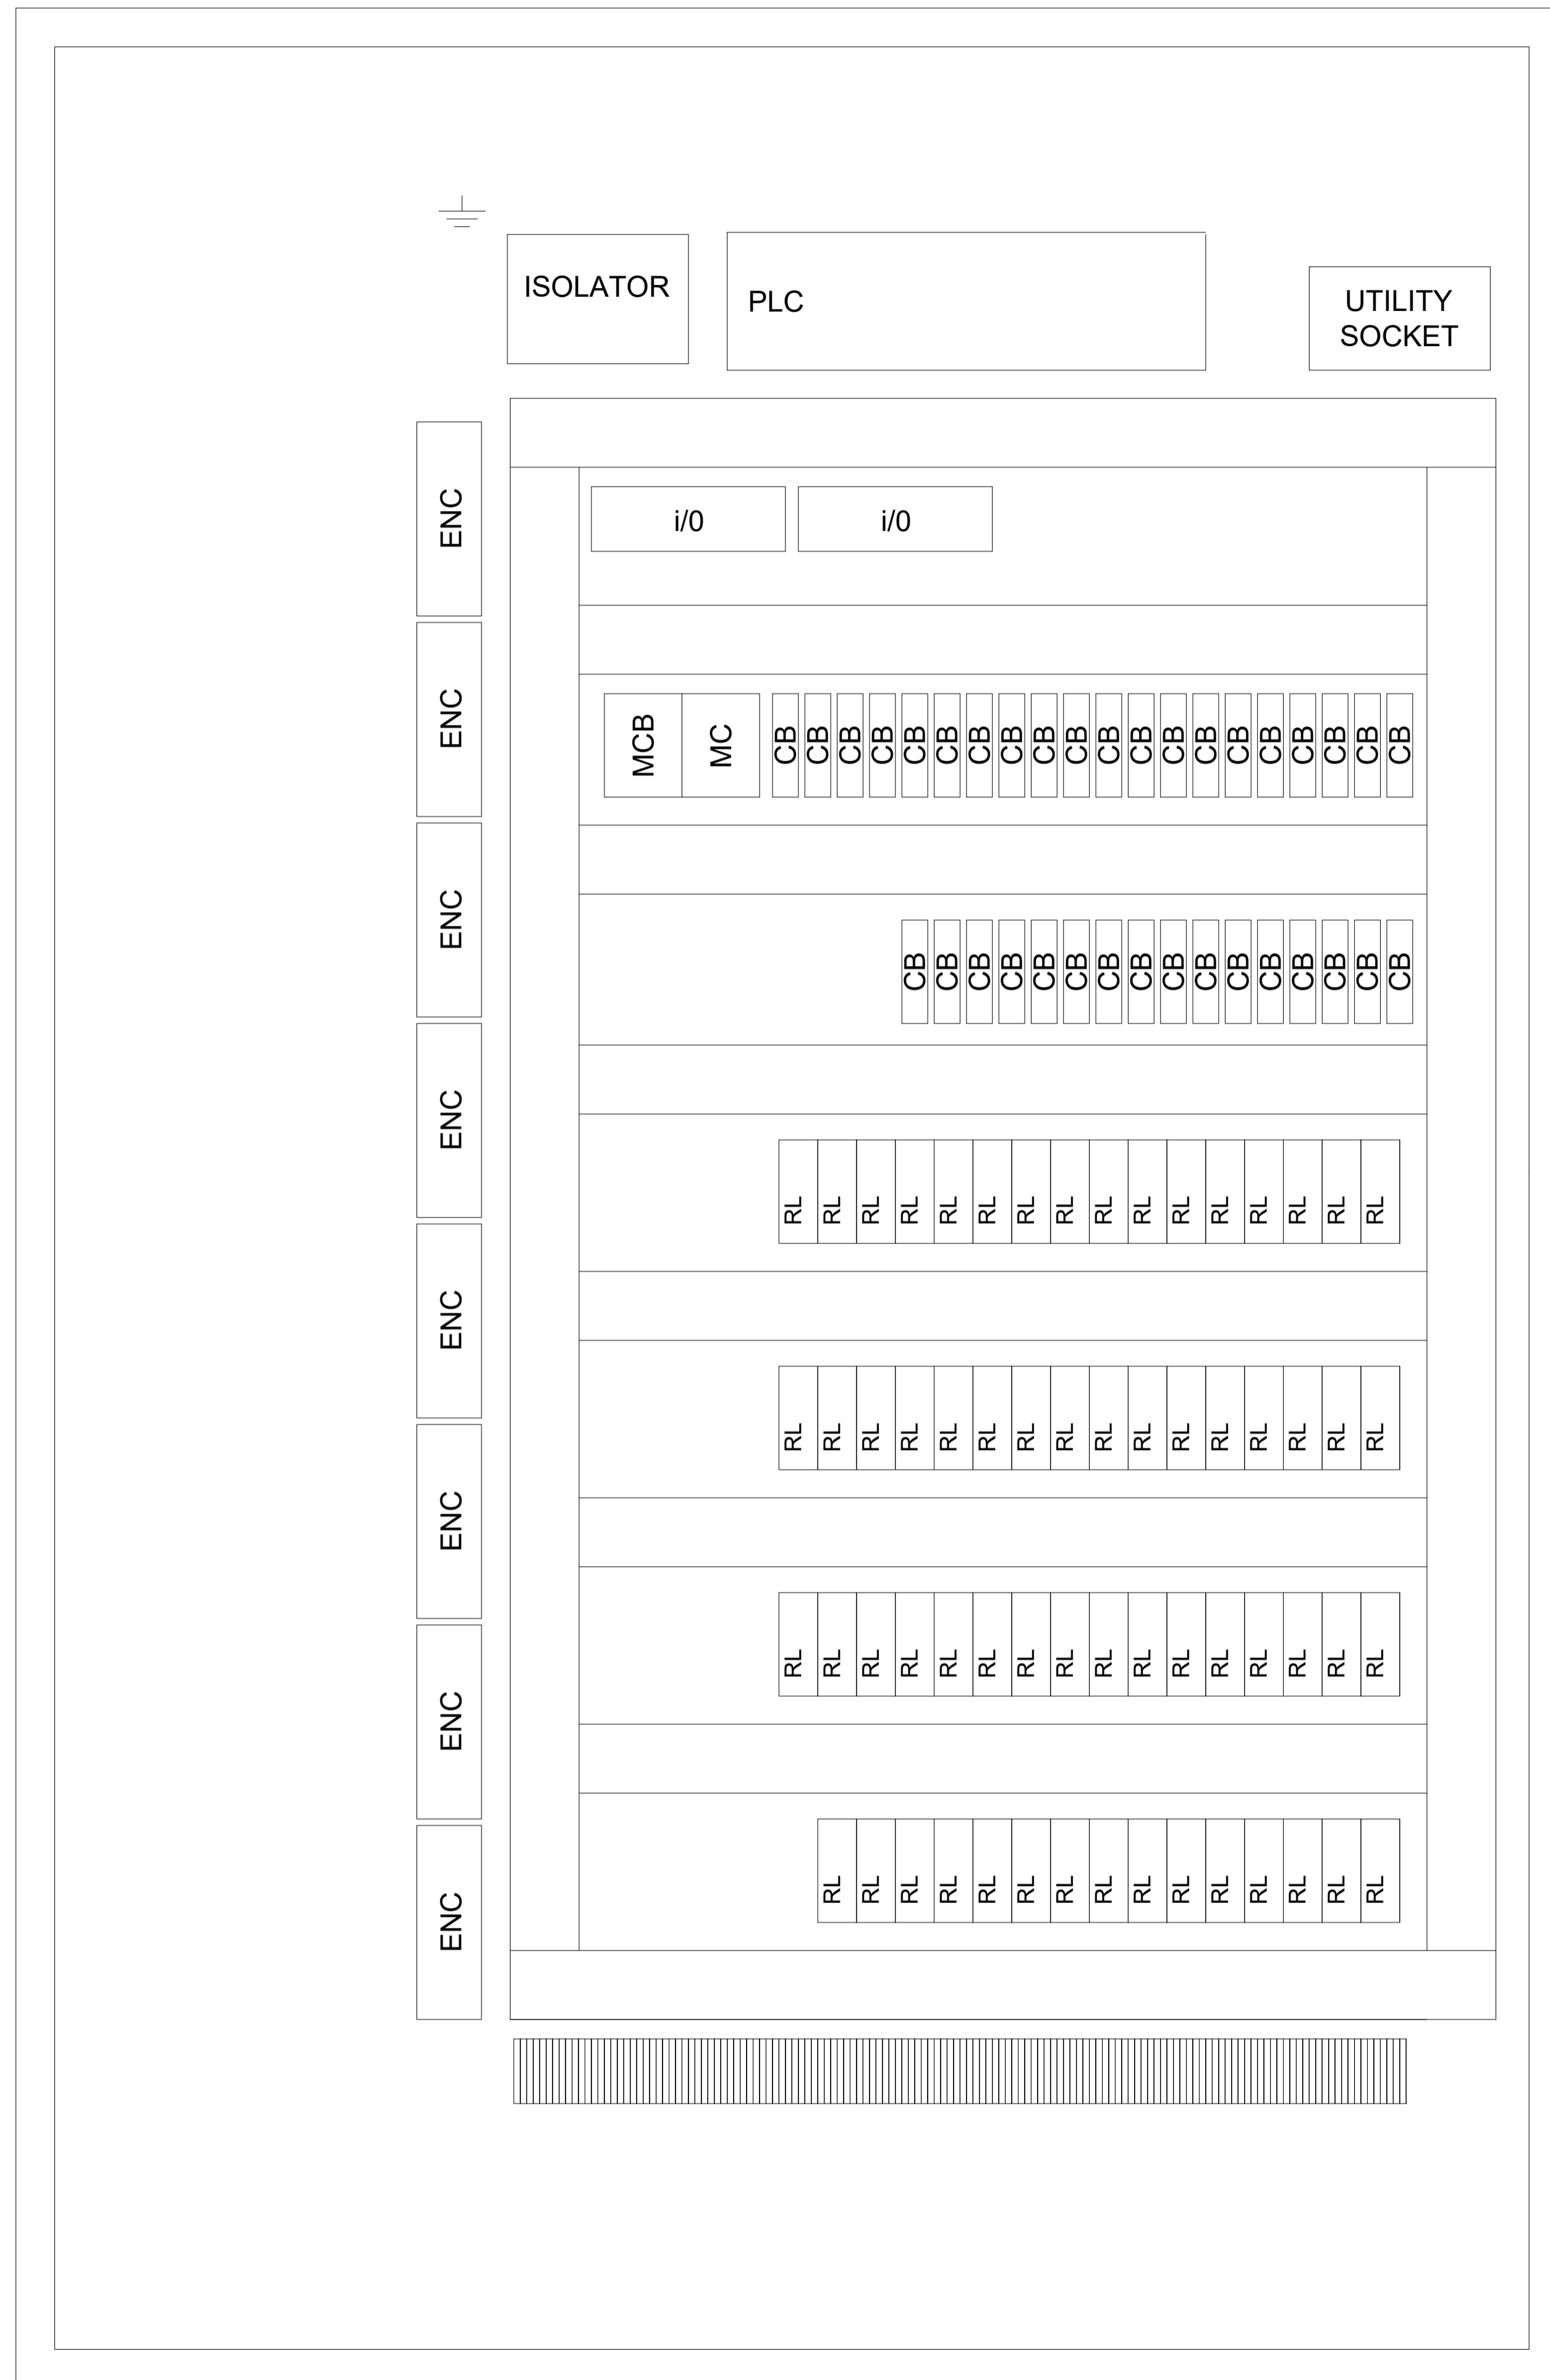 ISOLATOR
PLC
UTILITY
SOCKET
ENC
i/0 i/0
ENC
MCB MC CB CB CB CB CB CB CB CB CB CB CB CB CB CB CB CB CB CB CB CB
ENC
CB CB CB CB CB CB CB CB CB CB CB CB CB CB CB CB
ENC
RL RL RL RL RL RL RL RL RL RL RL RL RL RL RL RL
ENC
RL RL RL RL RL RL RL RL RL RL RL RL RL RL RL RL
ENC
RL RL RL RL RL RL RL RL RL RL RL RL RL RL RL RL
ENC
RL RL RL RL RL RL RL RL RL RL RL RL RL RL RL
ENC